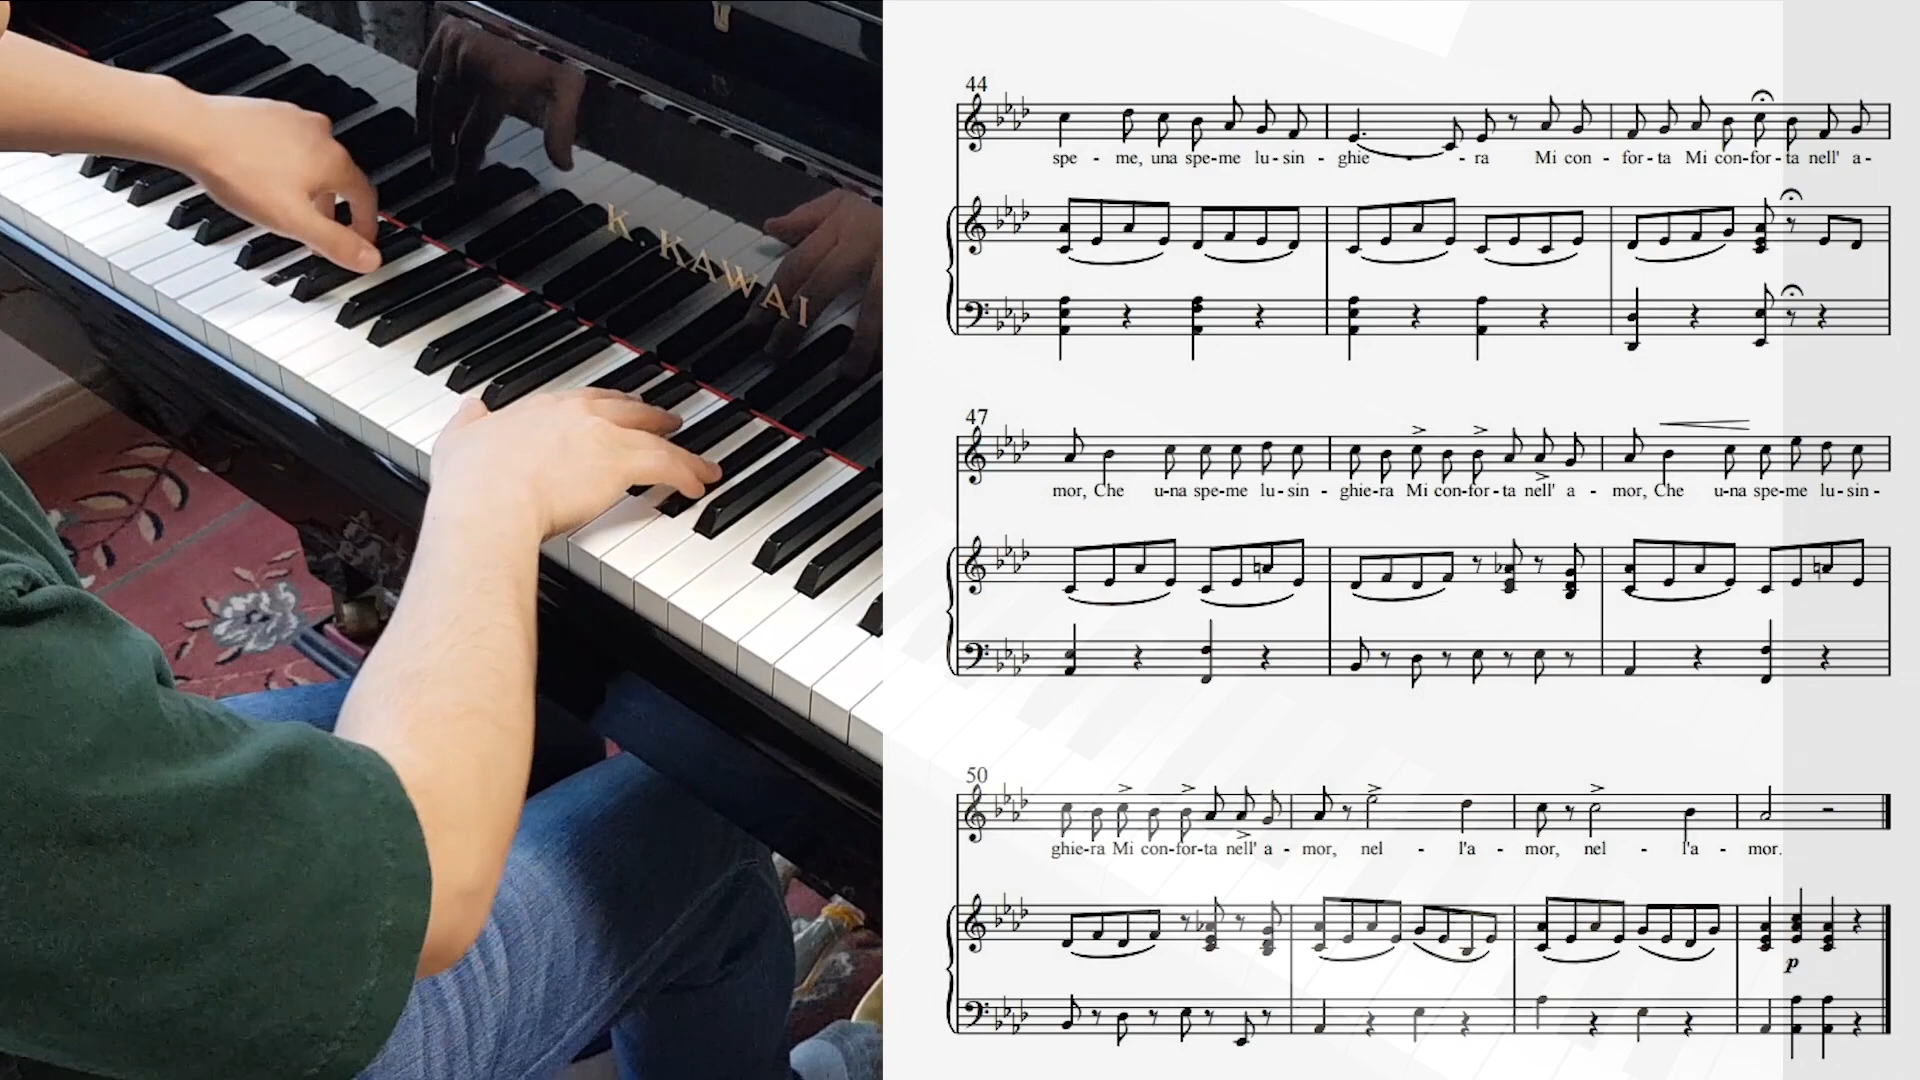 K. KAWAI
44
spe - me, una spe-me lu-sin - ghie - - ra Mi con - for-ta Mi con-for-ta nell' a -
47
mor, Che u-na spe-me lu-sin - ghie-ra Mi con-for-ta nell' a - mor, Che u-na spe-me lu-sin -
50
ghie-ra Mi con-for-ta nell' a - mor, nel - l'a - mor, nel - l'a - mor.
p